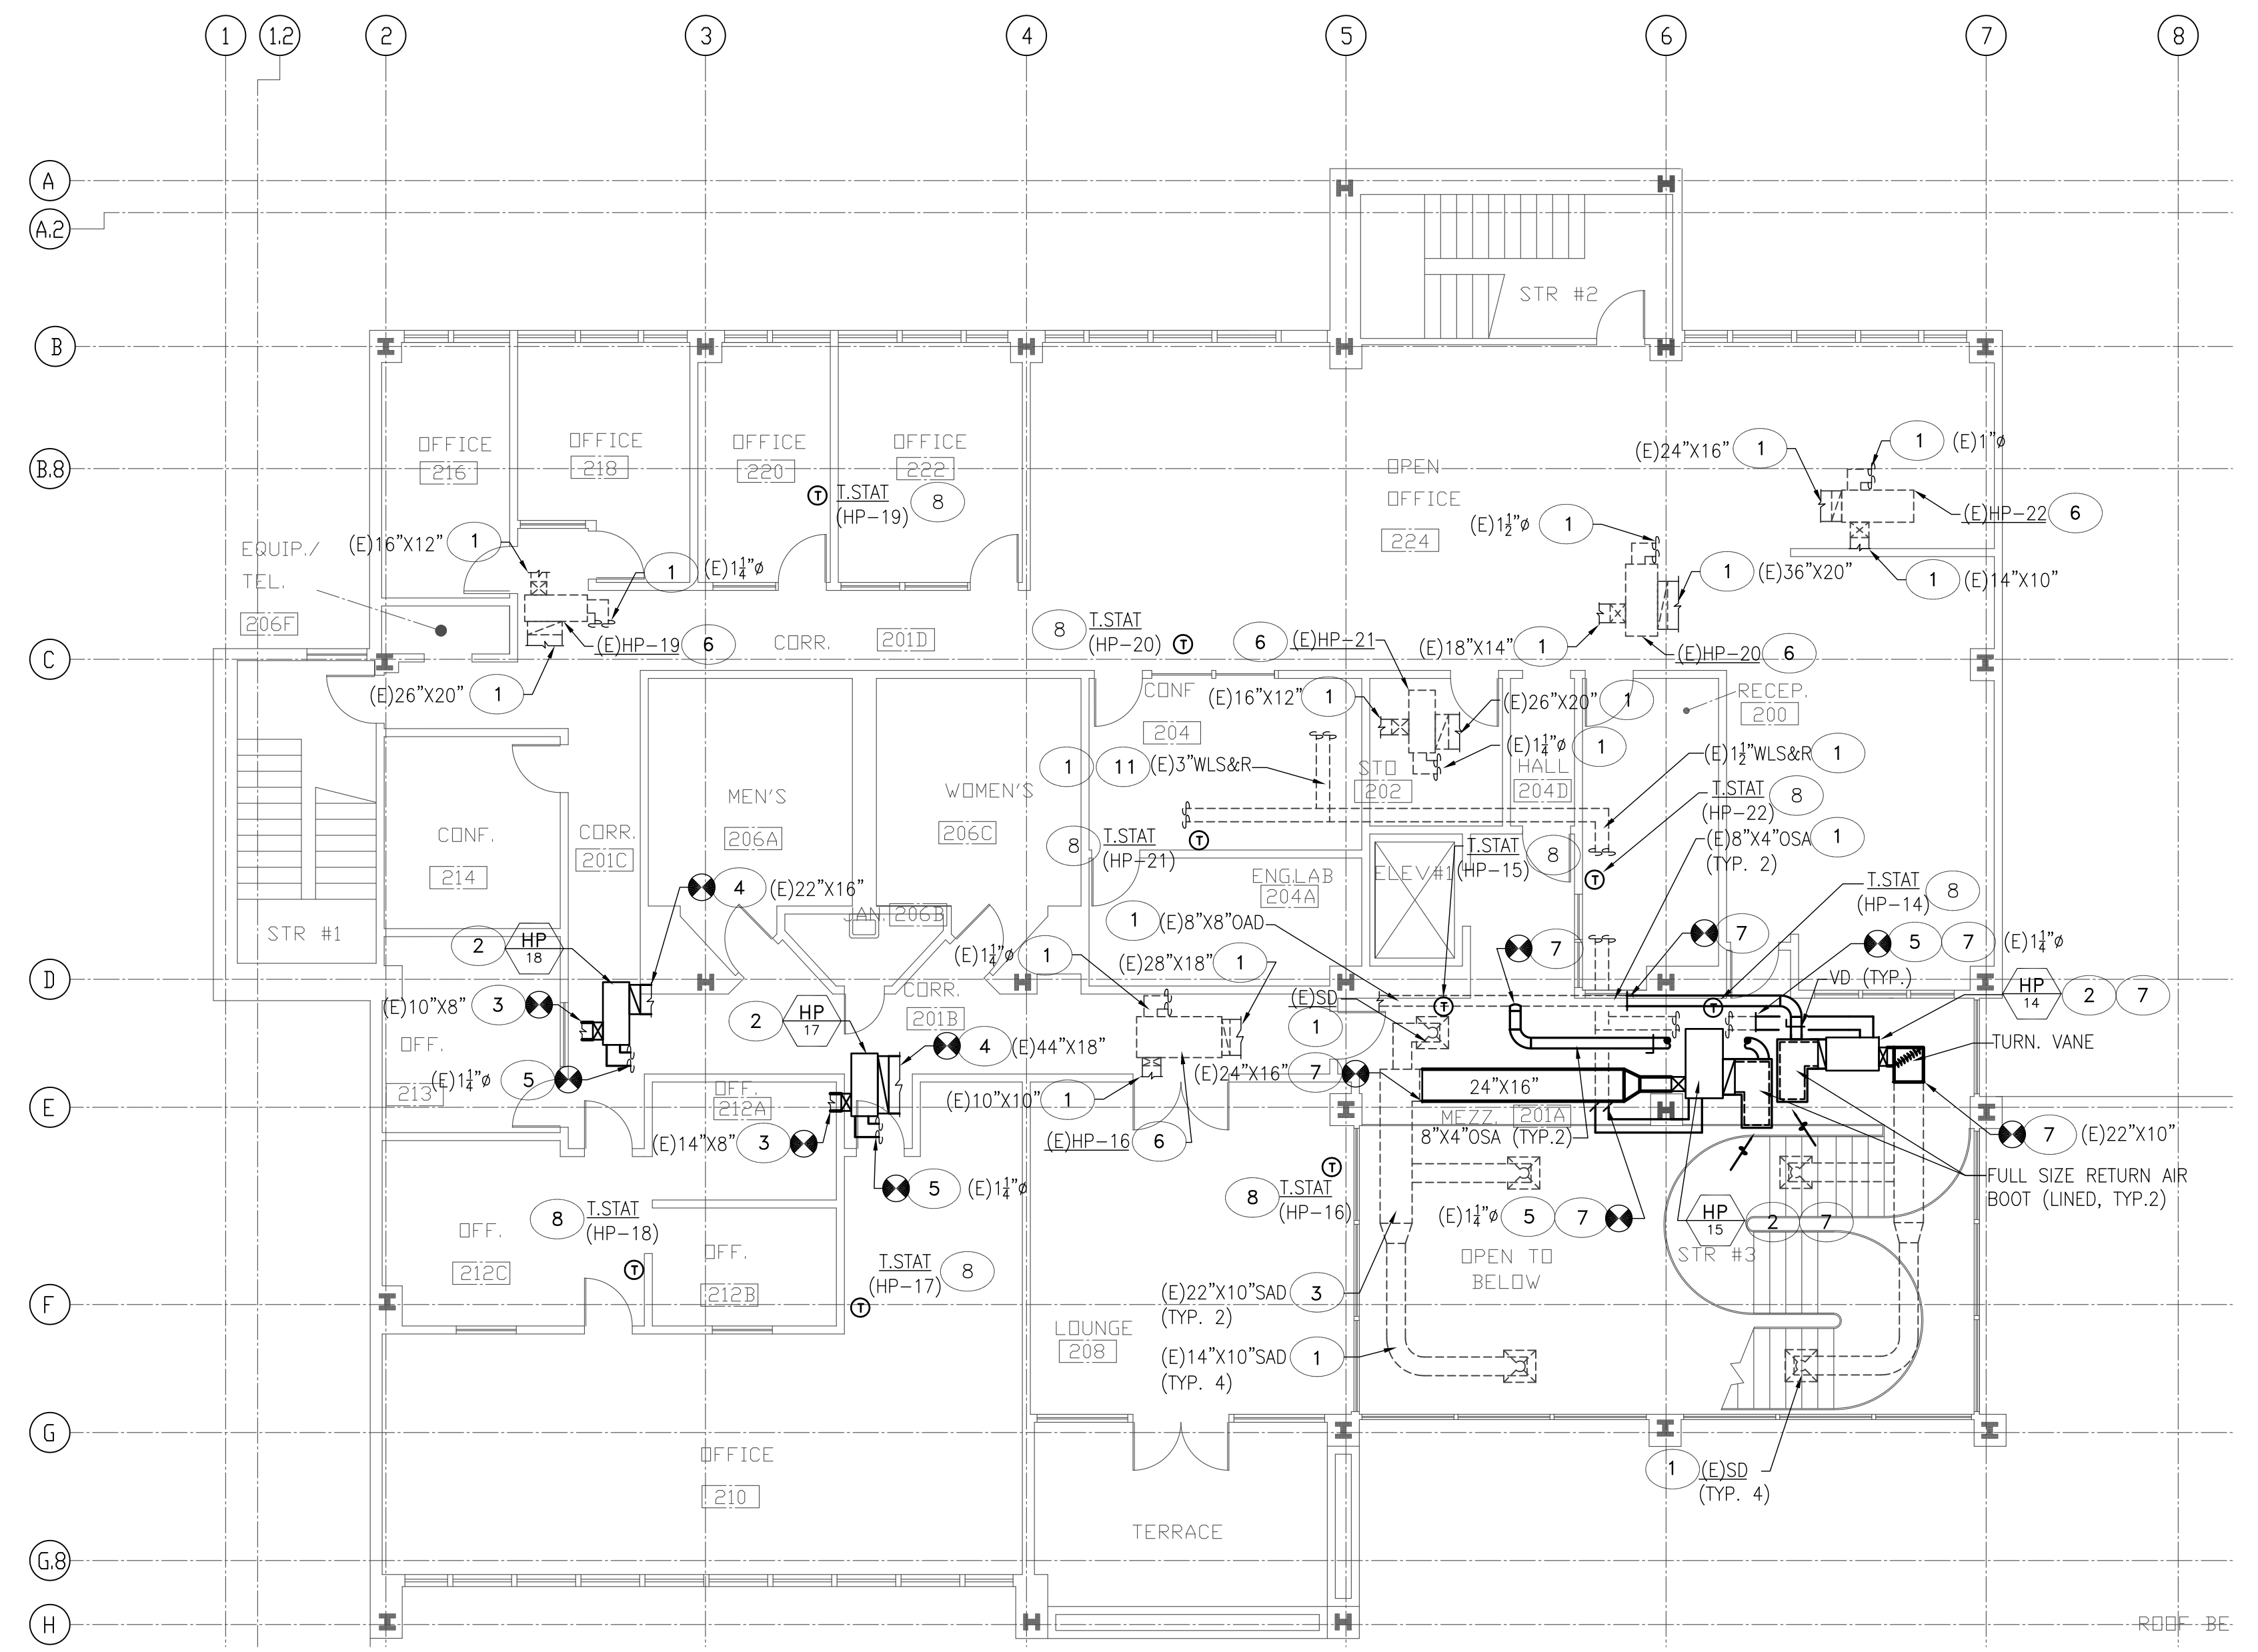 1 1.2 2 3 4 5 6 7 8
A
A.2
STR #2
B
OFFICE
216
OFFICE
218
OFFICE
220
OFFICE
222
B.8
T.STAT
(HP-19)
8
OPEN
OFFICE
224
(E)24"X16" 1
1 (E)1"ø
(E)HP-22 6
1 (E)14"X10"
(E)1½"ø 1
1 (E)36"X20"
(E)18"X14" 1
(E)HP-20 6
EQUIP./
TEL.
206F
(E)16"X12" 1
1 (E)1¼"ø
(E)HP-19 6
(E)26"X20" 1
CORR. 201D
8 T.STAT
(HP-20)
6 (E)HP-21
C
CONF
204
(E)16"X12" 1
(E)26"X20" 1
(E)1¼"ø 1
RECEP.
200
1 11 (E)3"WLS&R
STO
202
HALL
204D
(E)1½"WLS&R 1
T.STAT
(HP-22)
8
(E)8"X4"OSA
(TYP. 2)
1
MEN'S
206A
WOMEN'S
206C
CONF.
214
CORR.
201C
8 T.STAT
(HP-21)
T.STAT
(HP-15)
8
ENG.LAB
204A
ELEV#1
T.STAT
(HP-14)
8
4 (E)22"X16"
JAN. 206B
STR #1
2 HP
18
1 (E)8"X8"OAD
7
7
5 7 (E)1¼"ø
(E)1¼"ø 1
(E)28"X18" 1
VD (TYP.)
D
(E)10"X8" 3
CORR.
201B
(E)SD
1
HP
14
2 7
2 HP
17
4 (E)44"X18"
TURN. VANE
OFF.
213
(E)1¼"ø 5
(E)24"X16" 7
24"X16"
OFF.
212A
(E)10"X10" 1
E
MEZZ. 201A
8"X4"OSA (TYP.2)
(E)14"X8" 3
(E)HP-16 6
7 (E)22"X10"
5 (E)1¼"ø
FULL SIZE RETURN AIR
BOOT (LINED, TYP.2)
8 T.STAT
(HP-16)
(E)1¼"ø 5 7
HP
15
2 7
8 T.STAT
(HP-18)
OFF.
212C
OFF.
212B
T.STAT
(HP-17)
8
OPEN TO
BELOW
STR #3
(E)22"X10"SAD
(TYP. 2)
3
F
LOUNGE
208
(E)14"X10"SAD
(TYP. 4)
1
G
OFFICE
210
1 (E)SD
(TYP. 4)
TERRACE
G.8
H
ROOF BE